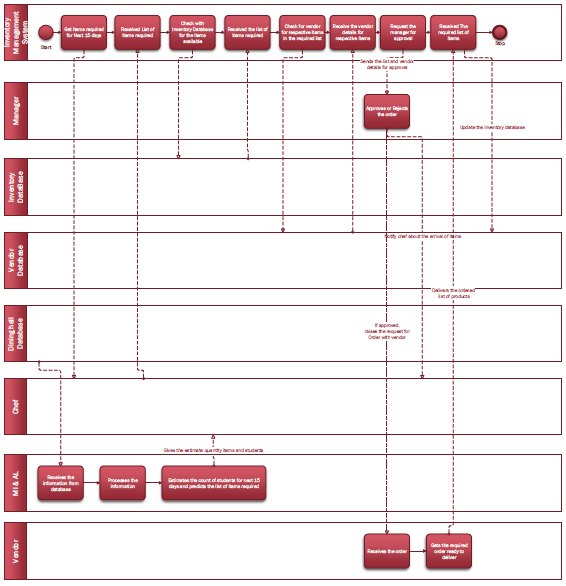 Inventory
Management
System
Start
Get Items required
for Next 15 days
Received List of
Items required
Check with
Inventory Database
for the items
available
Received the list of
items required
Check for vendor
for respective items
in the required list
Receive the vendor
details for
respective items
Request the
manager for
approval
Received The
required list of
items
Stop
Sends the list and vendor
details for approval
Manager
Approves or Rejects
the order
Update the inventory database
Inventory
DataBase
Vendor
Database
Notify chef about the arrival of items
Delivers the ordered
list of products
Dininghall
Database
If approved,
raises the request for
Order with vendor
Chef
Gives the estimate quantity items and students
Ml & AL
Receives the
information from
database
Processes the
information
Estimates the count of students for next 15
days and predicts the list of items required
Vendor
Receives the order
Gets the required
order ready to
deliver